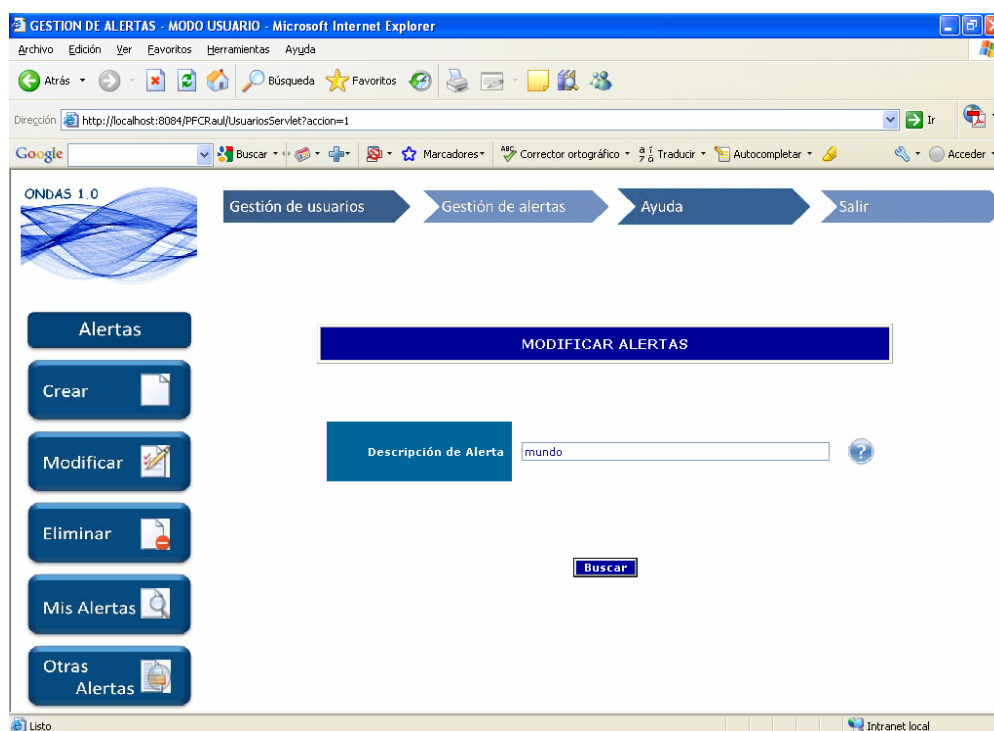 GESTION DE ALERTAS - MODO USUARIO - Microsoft Internet Explorer
Archivo Edición Ver Favoritos Herramientas Ayuda
Atrás Búsqueda Favoritos
Dirección http://localhost:8084/PFCRaul/UsuariosServlet?accion=1 Ir
Google Buscar Marcadores ABC Corrector ortográfico Traducir Autocompletar Acceder
ONDAS 1.0
Gestión de usuarios Gestión de alertas Ayuda Salir
Alertas
MODIFICAR ALERTAS
Crear
Descripción de Alerta mundo ?
Modificar
Eliminar
Buscar
Mis Alertas
Otras
Alertas
Listo Intranet local